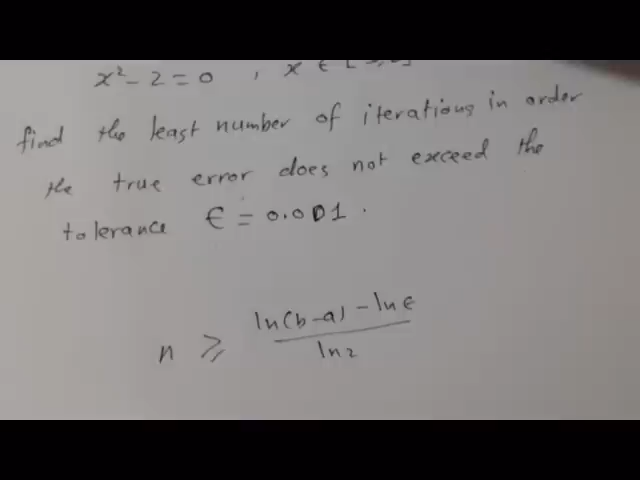 x² - 2 = 0 , x ∈ [
find the least number of iterations in order
the true error does not exceed the
tolerance ϵ = 0.001 .
n ≥ ln(b-a) - ln ϵ / ln 2